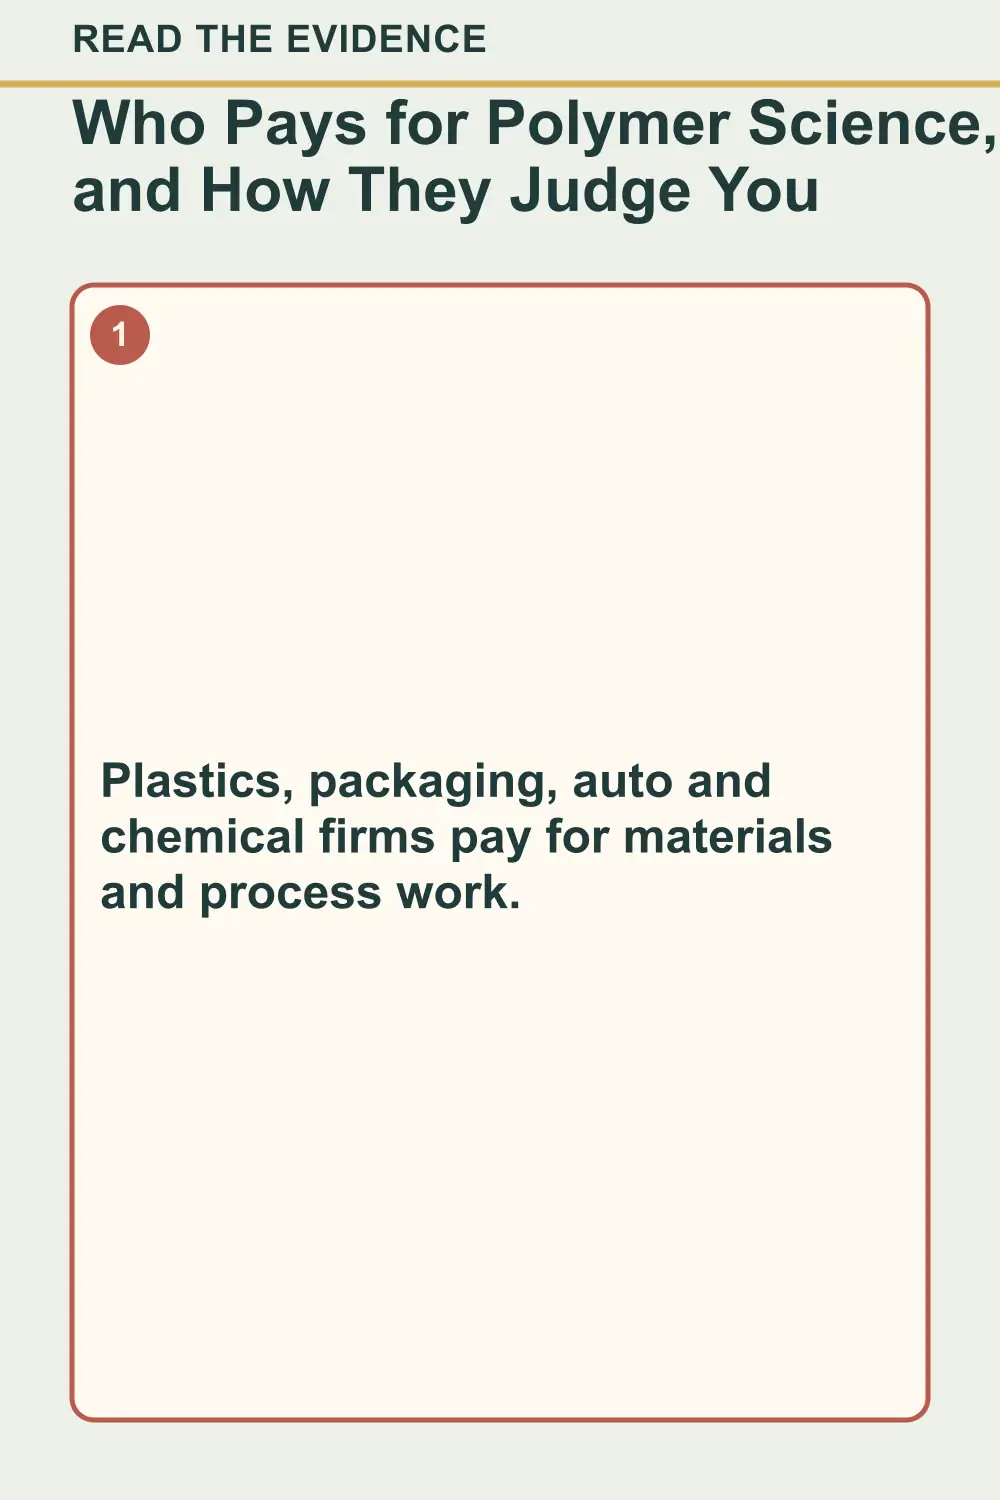 READ THE EVIDENCE
Who Pays for Polymer Science,
and How They Judge You
1
Plastics, packaging, auto and
chemical firms pay for materials
and process work.